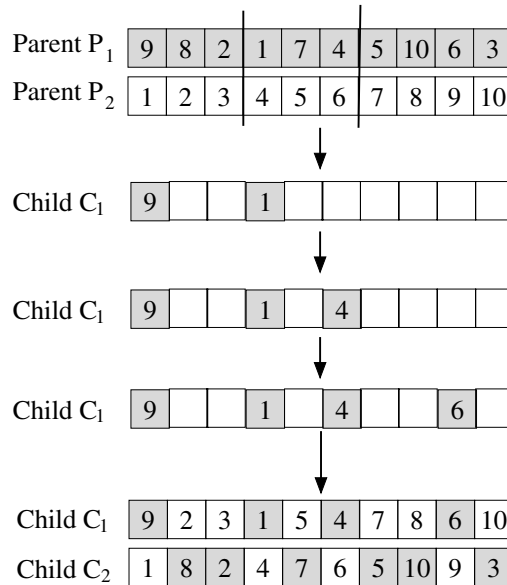 Parent P1 9 8 2 1 7 4 5 10 6 3
Parent P2 1 2 3 4 5 6 7 8 9 10
Child C1 9 1
Child C1 9 1 4
Child C1 9 1 4 6
Child C1 9 2 3 1 5 4 7 8 6 10
Child C2 1 8 2 4 7 6 5 10 9 3